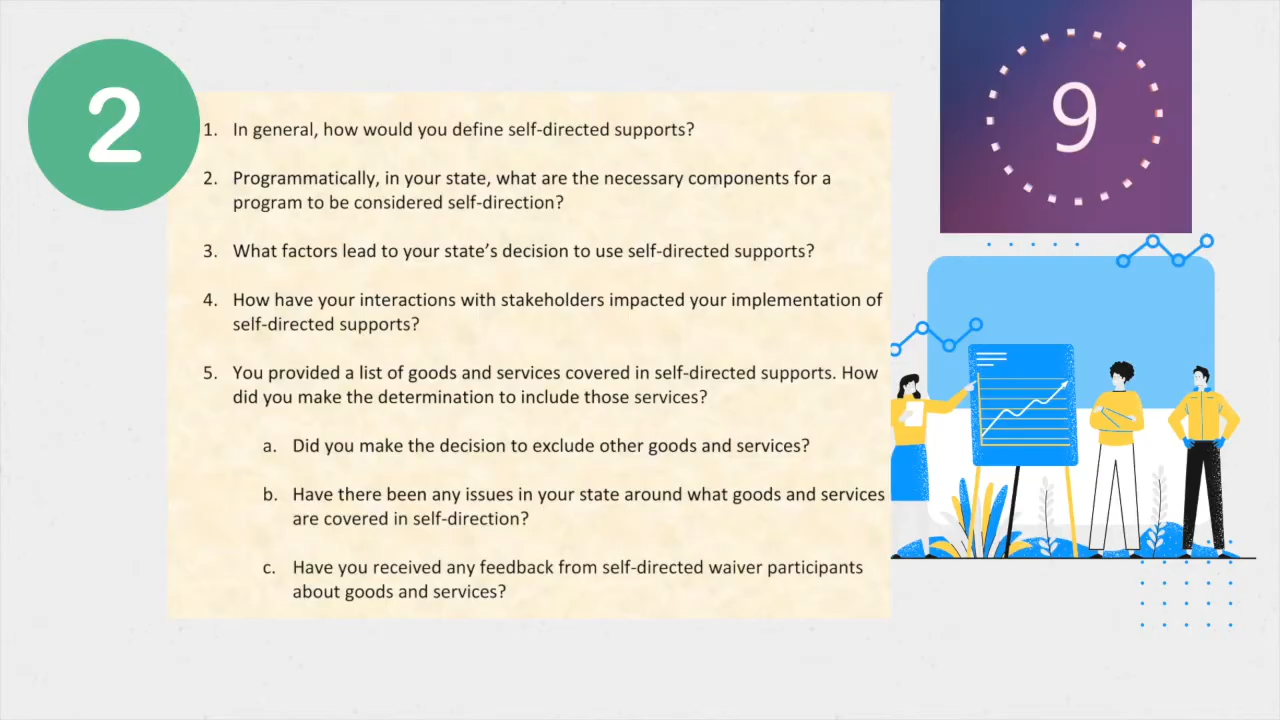 2
1. In general, how would you define self-directed supports?
2. Programmatically, in your state, what are the necessary components for a
program to be considered self-direction?
3. What factors lead to your state’s decision to use self-directed supports?
4. How have your interactions with stakeholders impacted your implementation of
self-directed supports?
5. You provided a list of goods and services covered in self-directed supports. How
did you make the determination to include those services?
a. Did you make the decision to exclude other goods and services?
b. Have there been any issues in your state around what goods and services
are covered in self-direction?
c. Have you received any feedback from self-directed waiver participants
about goods and services?
9